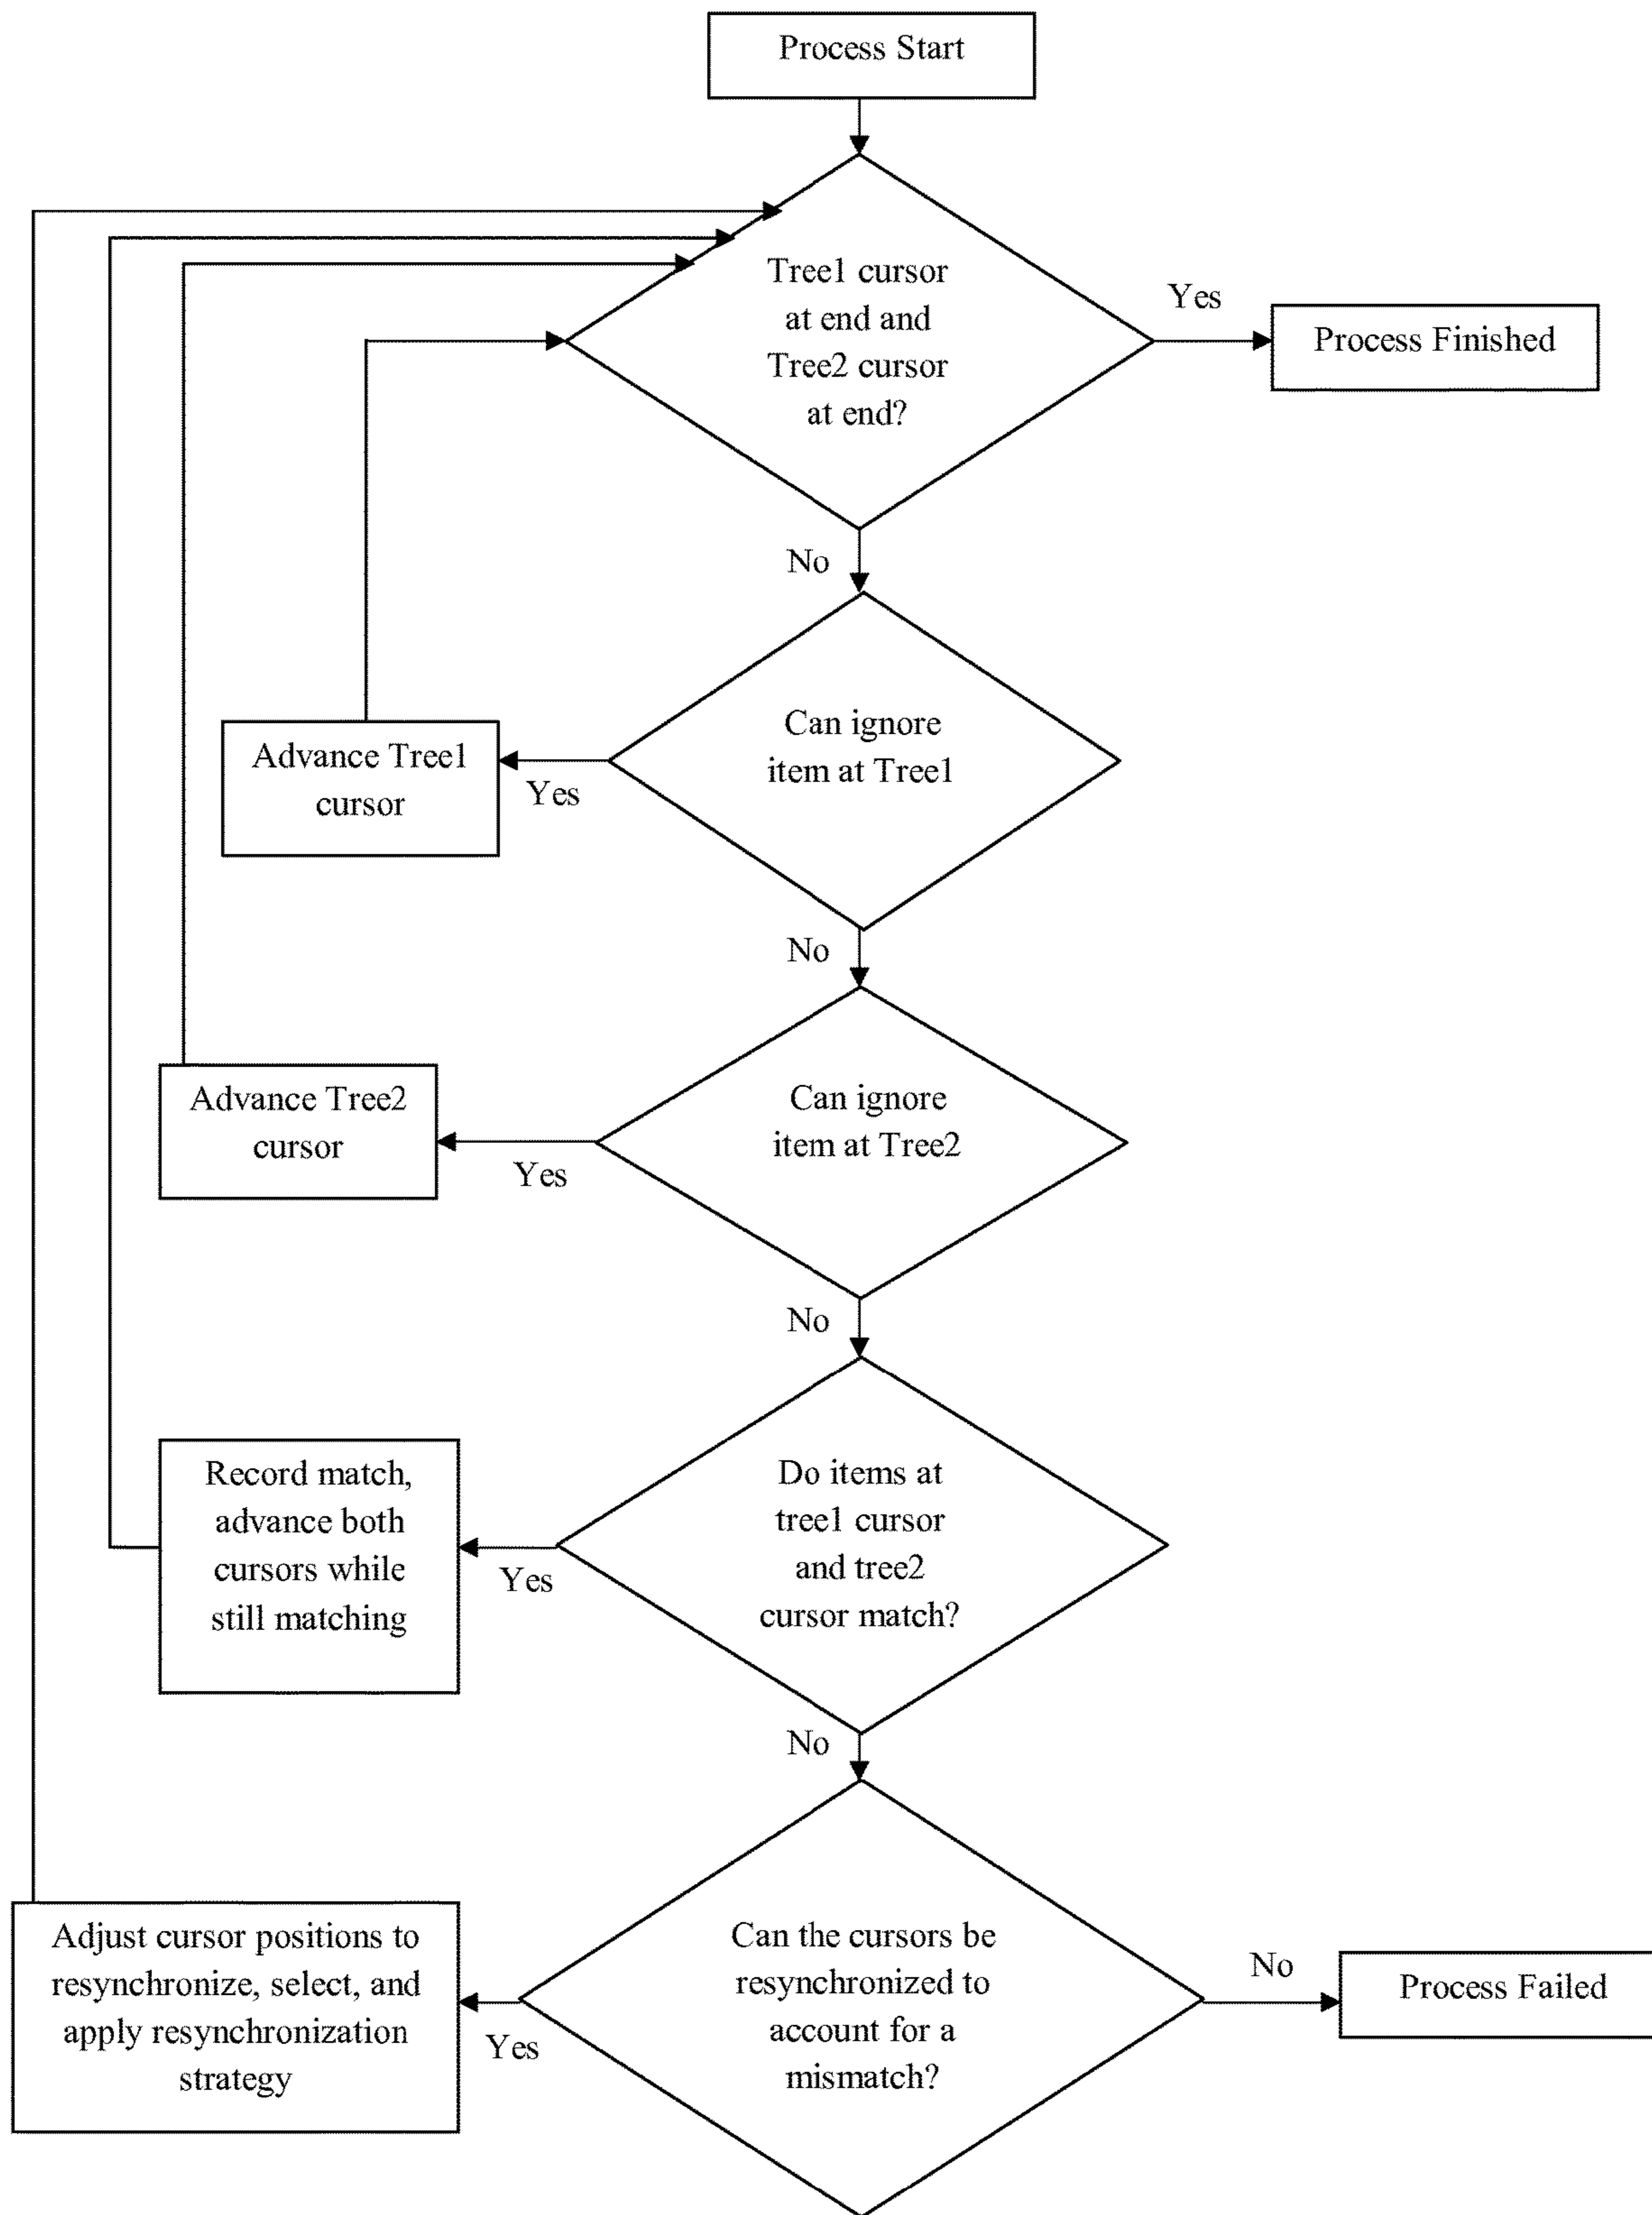 Process Start
Tree1 cursor
at end and
Tree2 cursor
at end?
Yes
Process Finished
No
Can ignore
item at Tree1
Yes
Advance Tree1
cursor
No
Can ignore
item at Tree2
Yes
Advance Tree2
cursor
No
Do items at
tree1 cursor
and tree2
cursor match?
Yes
Record match,
advance both
cursors while
still matching
No
Can the cursors be
resynchronized to
account for a
mismatch?
Yes
Adjust cursor positions to
resynchronize, select, and
apply resynchronization
strategy
No
Process Failed